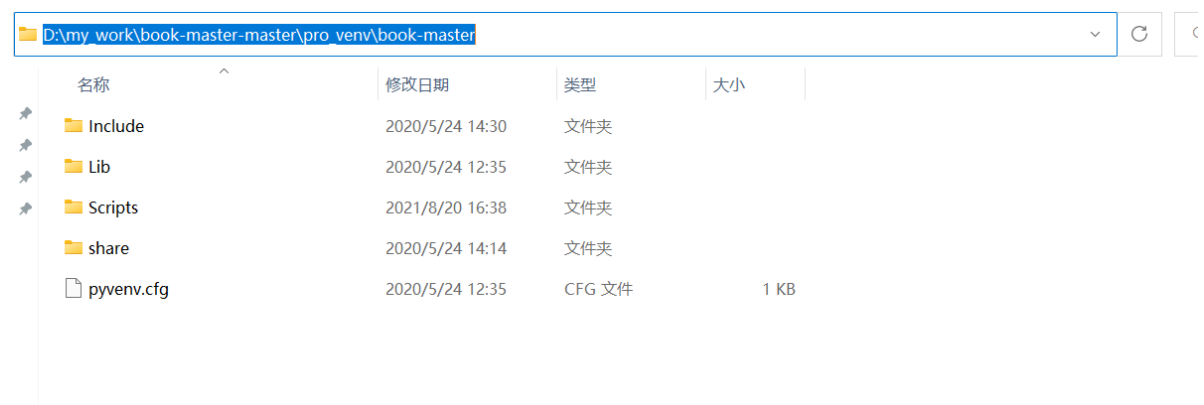 D:\my_work\book-master-master\pro_venv\book-master
名称 修改日期 类型 大小
Include 2020/5/24 14:30 文件夹
Lib 2020/5/24 12:35 文件夹
Scripts 2021/8/20 16:38 文件夹
share 2020/5/24 14:14 文件夹
pyvenv.cfg 2020/5/24 12:35 CFG 文件 1 KB